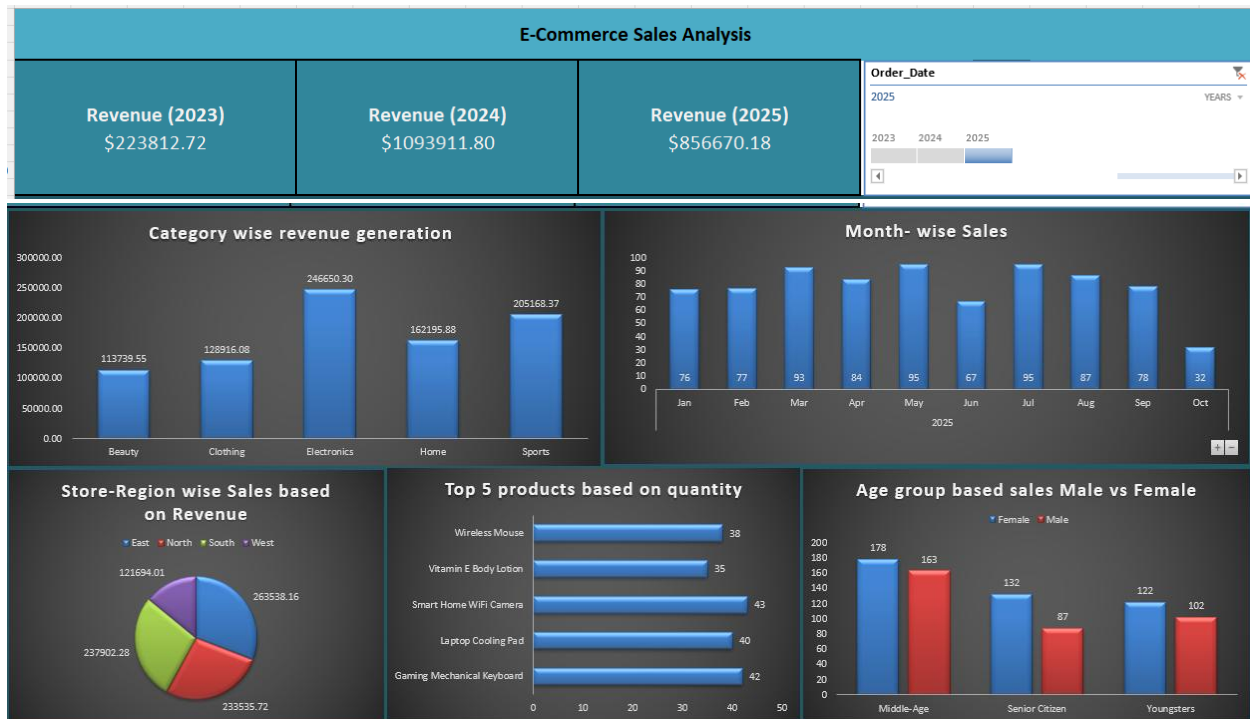 E-Commerce Sales Analysis
Revenue (2023)
$223812.72
Revenue (2024)
$1093911.80
Revenue (2025)
$856670.18
Order_Date
2025
YEARS
2023 2024 2025
Category wise revenue generation
300000.00
250000.00
200000.00
150000.00
100000.00
50000.00
0.00
113739.55
128916.08
246650.30
162195.88
205168.37
Beauty Clothing Electronics Home Sports
Month- wise Sales
100
90
80
70
60
50
40
30
20
10
0
76 77 93 84 95 67 95 87 78 32
Jan Feb Mar Apr May Jun Jul Aug Sep Oct
2025
+ −
Store-Region wise Sales based
on Revenue
East North South West
121694.01
263538.16
237902.28
233535.72
Top 5 products based on quantity
Wireless Mouse 38
Vitamin E Body Lotion 35
Smart Home WiFi Camera 43
Laptop Cooling Pad 40
Gaming Mechanical Keyboard 42
0 10 20 30 40 50
Age group based sales Male vs Female
Female Male
200
180
160
140
120
100
80
60
40
20
0
178 163
132 87
122 102
Middle-Age Senior Citizen Youngsters